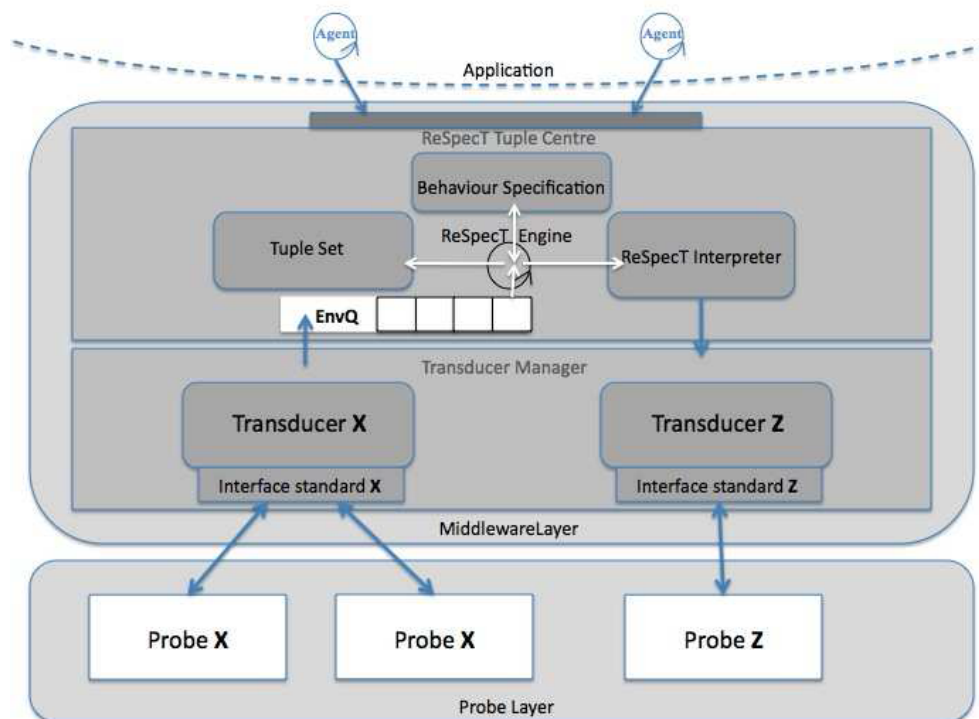 Agent
Agent
Application
ReSpecT Tuple Centre
Behaviour Specification
Tuple Set
ReSpecT Engine
ReSpecT Interpreter
EnvQ
Transducer Manager
Transducer X
Transducer Z
Interface standard X
Interface standard Z
MiddlewareLayer
Probe X
Probe X
Probe Z
Probe Layer